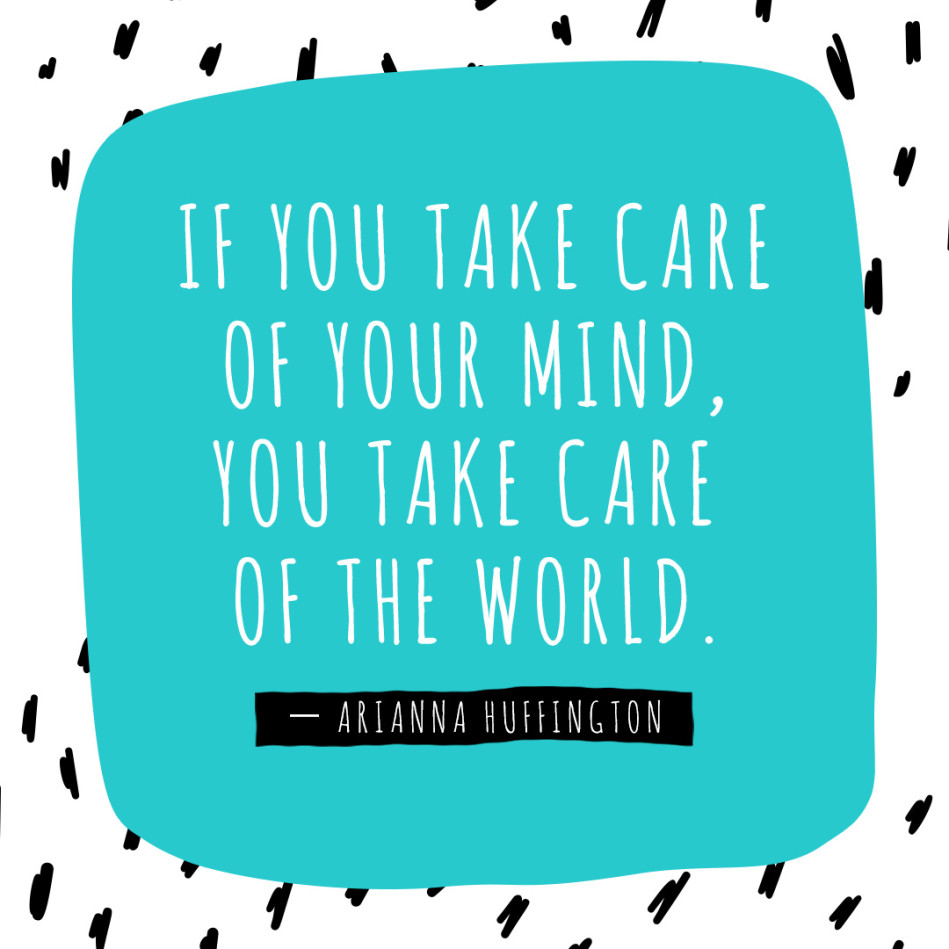 IF YOU TAKE CARE
OF YOUR MIND,
YOU TAKE CARE
OF THE WORLD.
— ARIANNA HUFFINGTON